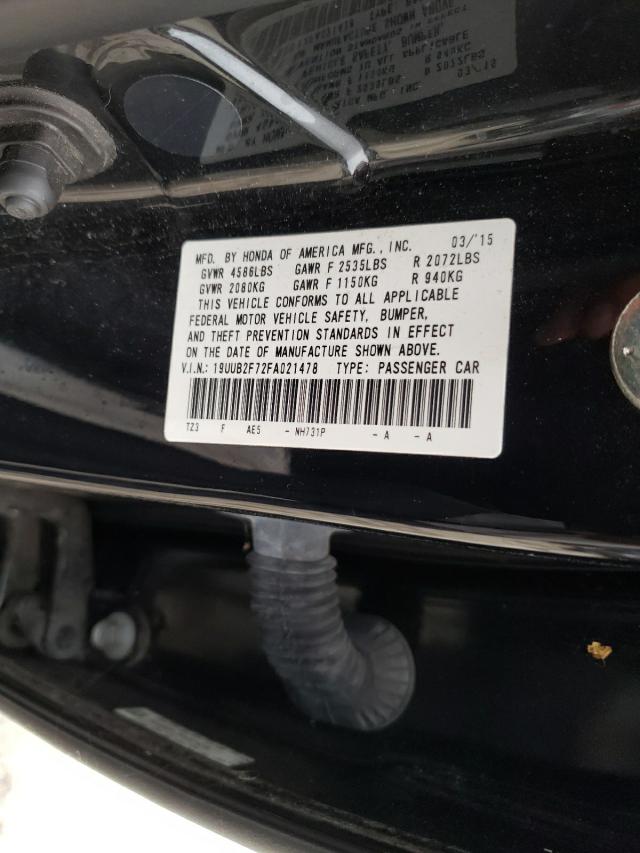 MFD. BY HONDA OF AMERICA MFG., INC. 03/'15
GVWR 4586LBS GAWR F 2535LBS R 2072LBS
GVWR 2080KG GAWR F 1150KG R 940KG
THIS VEHICLE CONFORMS TO ALL APPLICABLE
FEDERAL MOTOR VEHICLE SAFETY, BUMPER,
AND THEFT PREVENTION STANDARDS IN EFFECT
ON THE DATE OF MANUFACTURE SHOWN ABOVE.
V.I.N.: 19UUB2F72FA021478 TYPE: PASSENGER CAR
TZ3 F AE5 - NH731P - A - A